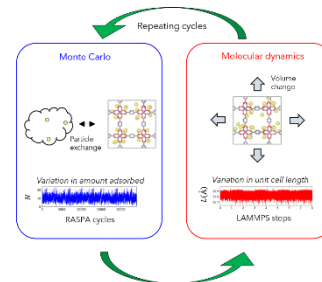 Repeating cycles
Monte Carlo
Particle
exchange
Variation in amount adsorbed
N
RASPA cycles
Molecular dynamics
Volume
change
Variation in unit cell length
L(Å)
LAMMPS steps